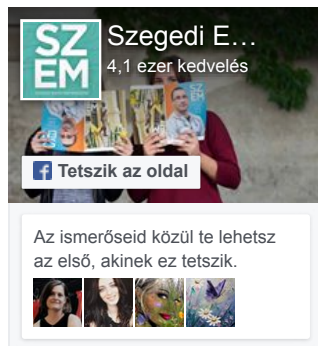 SZ
EM
Szegedi E…
4,1 ezer kedvelés
Tetszik az oldal
Az ismerőseid közül te lehetsz
az első, akinek ez tetszik.